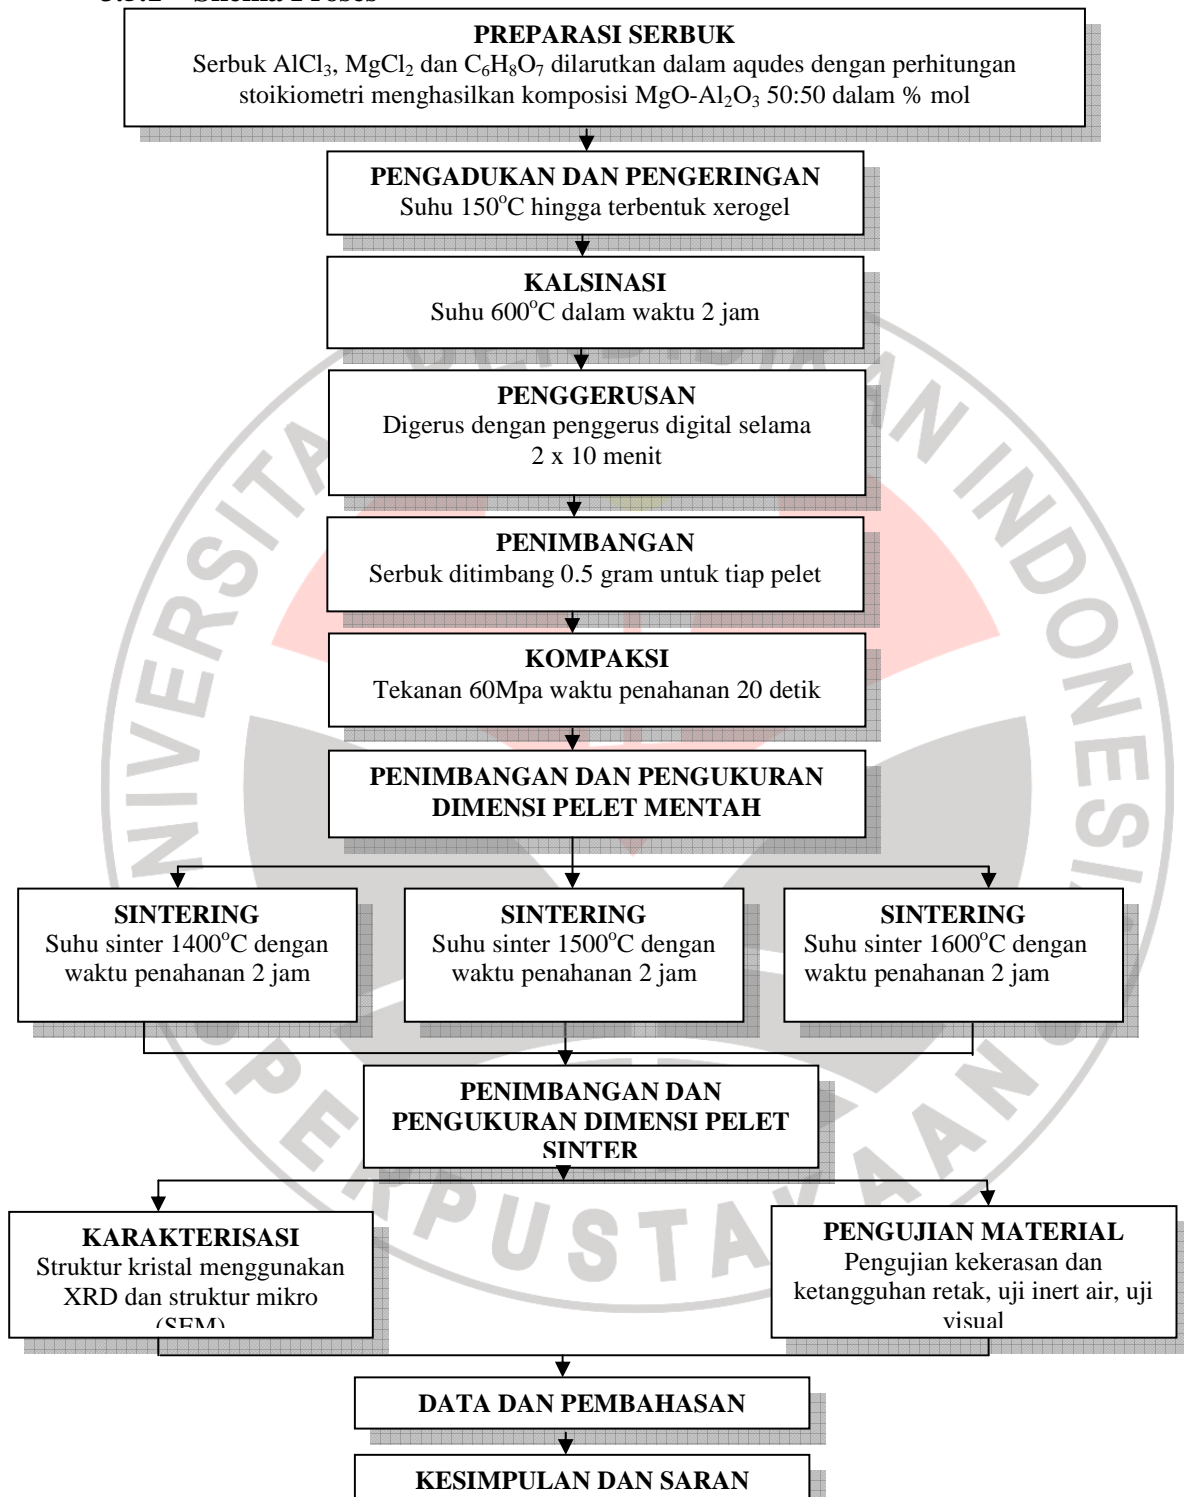 Skema Proses
PREPARASI SERBUK
Serbuk AlCl3, MgCl2 dan C6H8O7 dilarutkan dalam aqudes dengan perhitungan
stoikiometri menghasilkan komposisi MgO-Al2O3 50:50 dalam % mol
PENGADUKAN DAN PENGERINGAN
Suhu 150°C hingga terbentuk xerogel
KALSINASI
Suhu 600°C dalam waktu 2 jam
PENGGERUSAN
Digerus dengan penggerus digital selama
2 x 10 menit
PENIMBANGAN
Serbuk ditimbang 0.5 gram untuk tiap pelet
KOMPAKSI
Tekanan 60Mpa waktu penahanan 20 detik
PENIMBANGAN DAN PENGUKURAN
DIMENSI PELET MENTAH
SINTERING
Suhu sinter 1400°C dengan
waktu penahanan 2 jam
SINTERING
Suhu sinter 1500°C dengan
waktu penahanan 2 jam
SINTERING
Suhu sinter 1600°C dengan
waktu penahanan 2 jam
PENIMBANGAN DAN
PENGUKURAN DIMENSI PELET
SINTER
KARAKTERISASI
Struktur kristal menggunakan
XRD dan struktur mikro
(SEM)
PENGUJIAN MATERIAL
Pengujian kekerasan dan
ketangguhan retak, uji inert air, uji
visual
DATA DAN PEMBAHASAN
KESIMPULAN DAN SARAN
UNIVERSITAS PENDIDIKAN INDONESIA
PERPUSTAKAAN